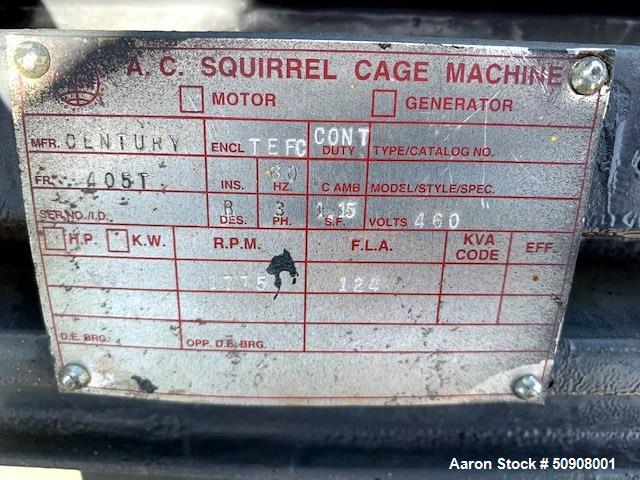 A. C. SQUIRREL CAGE MACHINE
MOTOR GENERATOR
MFR. CENTURY ENCL TEFC CONT DUTY TYPE/CATALOG NO.
FR. 405T INS. 60 HZ. °C AMB MODEL/STYLE/SPEC.
SER.NO./I.D. B DES. 3 PH. 1.15 S.F. VOLTS 460
H.P. K.W. R.P.M. F.L.A. KVA CODE EFF.
1775 124
D.E. BRG. OPP. D.E. BRG.
Aaron Stock # 50908001